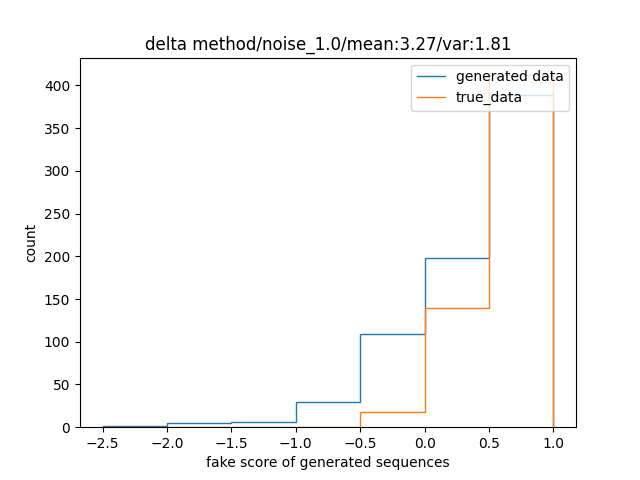 delta method/noise_1.0/mean:3.27/var:1.81
generated data
true_data
400
350
300
250
200
150
100
50
0
count
−2.5 −2.0 −1.5 −1.0 −0.5 0.0 0.5 1.0
fake score of generated sequences